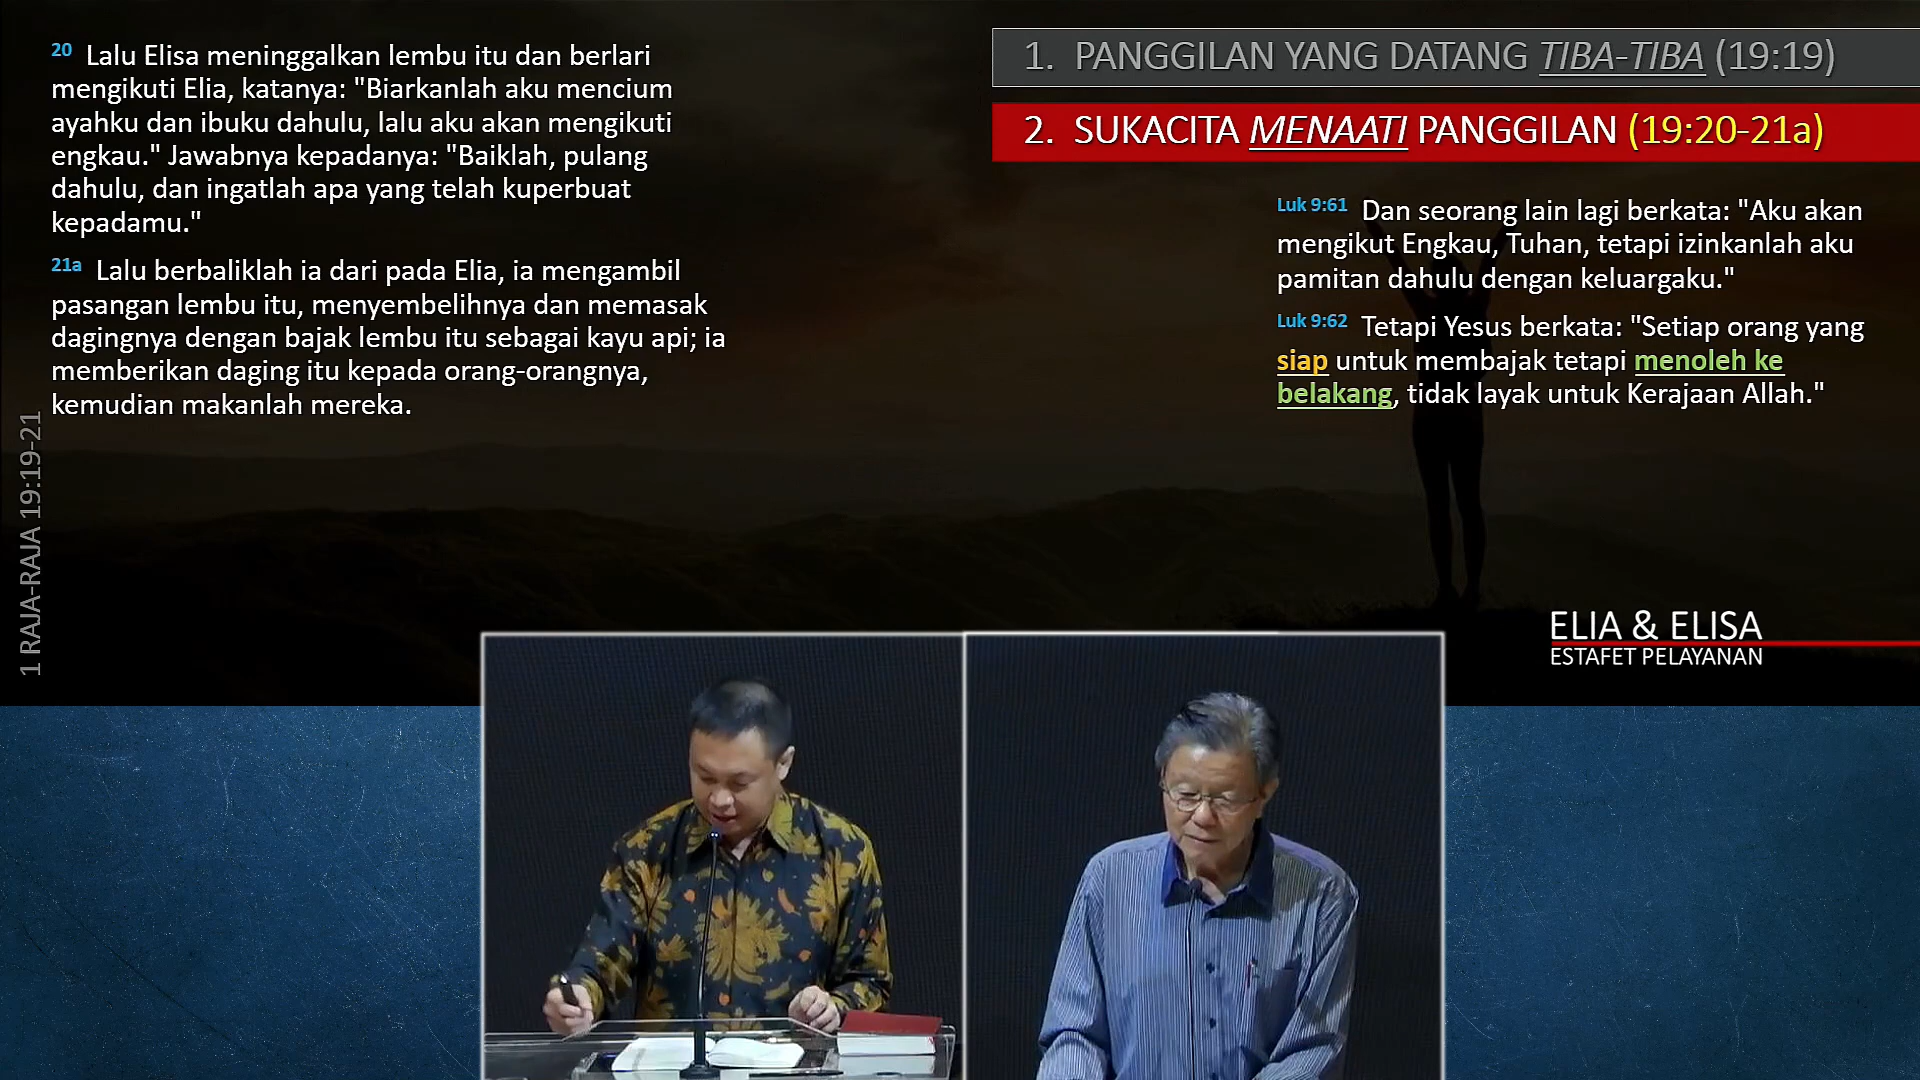 20 Lalu Elisa meninggalkan lembu itu dan berlari
mengikuti Elia, katanya: "Biarkanlah aku mencium
ayahku dan ibuku dahulu, lalu aku akan mengikuti
engkau." Jawabnya kepadanya: "Baiklah, pulang
dahulu, dan ingatlah apa yang telah kuperbuat
kepadamu."
21a Lalu berbaliklah ia dari pada Elia, ia mengambil
pasangan lembu itu, menyembelihnya dan memasak
dagingnya dengan bajak lembu itu sebagai kayu api; ia
memberikan daging itu kepada orang-orangnya,
kemudian makanlah mereka.
1 RAJA-RAJA 19:19-21
1. PANGGILAN YANG DATANG TIBA-TIBA (19:19)
2. SUKACITA MENAATI PANGGILAN (19:20-21a)
Luk 9:61 Dan seorang lain lagi berkata: "Aku akan
mengikut Engkau, Tuhan, tetapi izinkanlah aku
pamitan dahulu dengan keluargaku."
Luk 9:62 Tetapi Yesus berkata: "Setiap orang yang
siap untuk membajak tetapi menoleh ke
belakang, tidak layak untuk Kerajaan Allah."
ELIA & ELISA
ESTAFET PELAYANAN